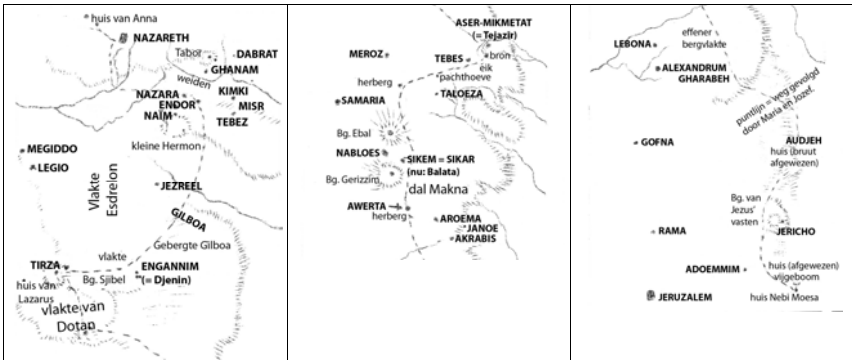 huis van Anna
NAZARETH
Tabor
DABRAT
GHANAM
weiden
NAZARA
KIMKI
ENDOR
MISR
NAÏM
TEBEZ
kleine Hermon
MEGIDDO
LEGIO
Vlakte
Esdrelon
JEZREEL
GILBOA
Gebergte Gilboa
vlakte
TIRZA
ENGANNIM
Bg. Sjibel
(= Djenin)
huis van
Lazarus
vlakte van
Dotan
ASER-MIKMETAT
(= Tejazir)
MEROZ
TEBES
bron
eik
herberg
pachthoeve
SAMARIA
TALOEZA
Bg. Ebal
NABLOES
SIKEM = SIKAR
(nu: Balata)
Bg. Gerizzim
dal Makna
AWERTA
herberg
AROEMA
JANOE
AKRABIS
LEBONA
effener
bergvlakte
ALEXANDRUM
GHARABEH
puntlijn = weg gevolgd
door Maria en Jozef.
GOFNA
AUDJEH
huis (bruut
afgewezen)
Bg. van
Jezus'
vasten
RAMA
JERICHO
ADOEMMIM
huis (afgewezen)
vijgeboom
JERUZALEM
huis Nebi Moesa